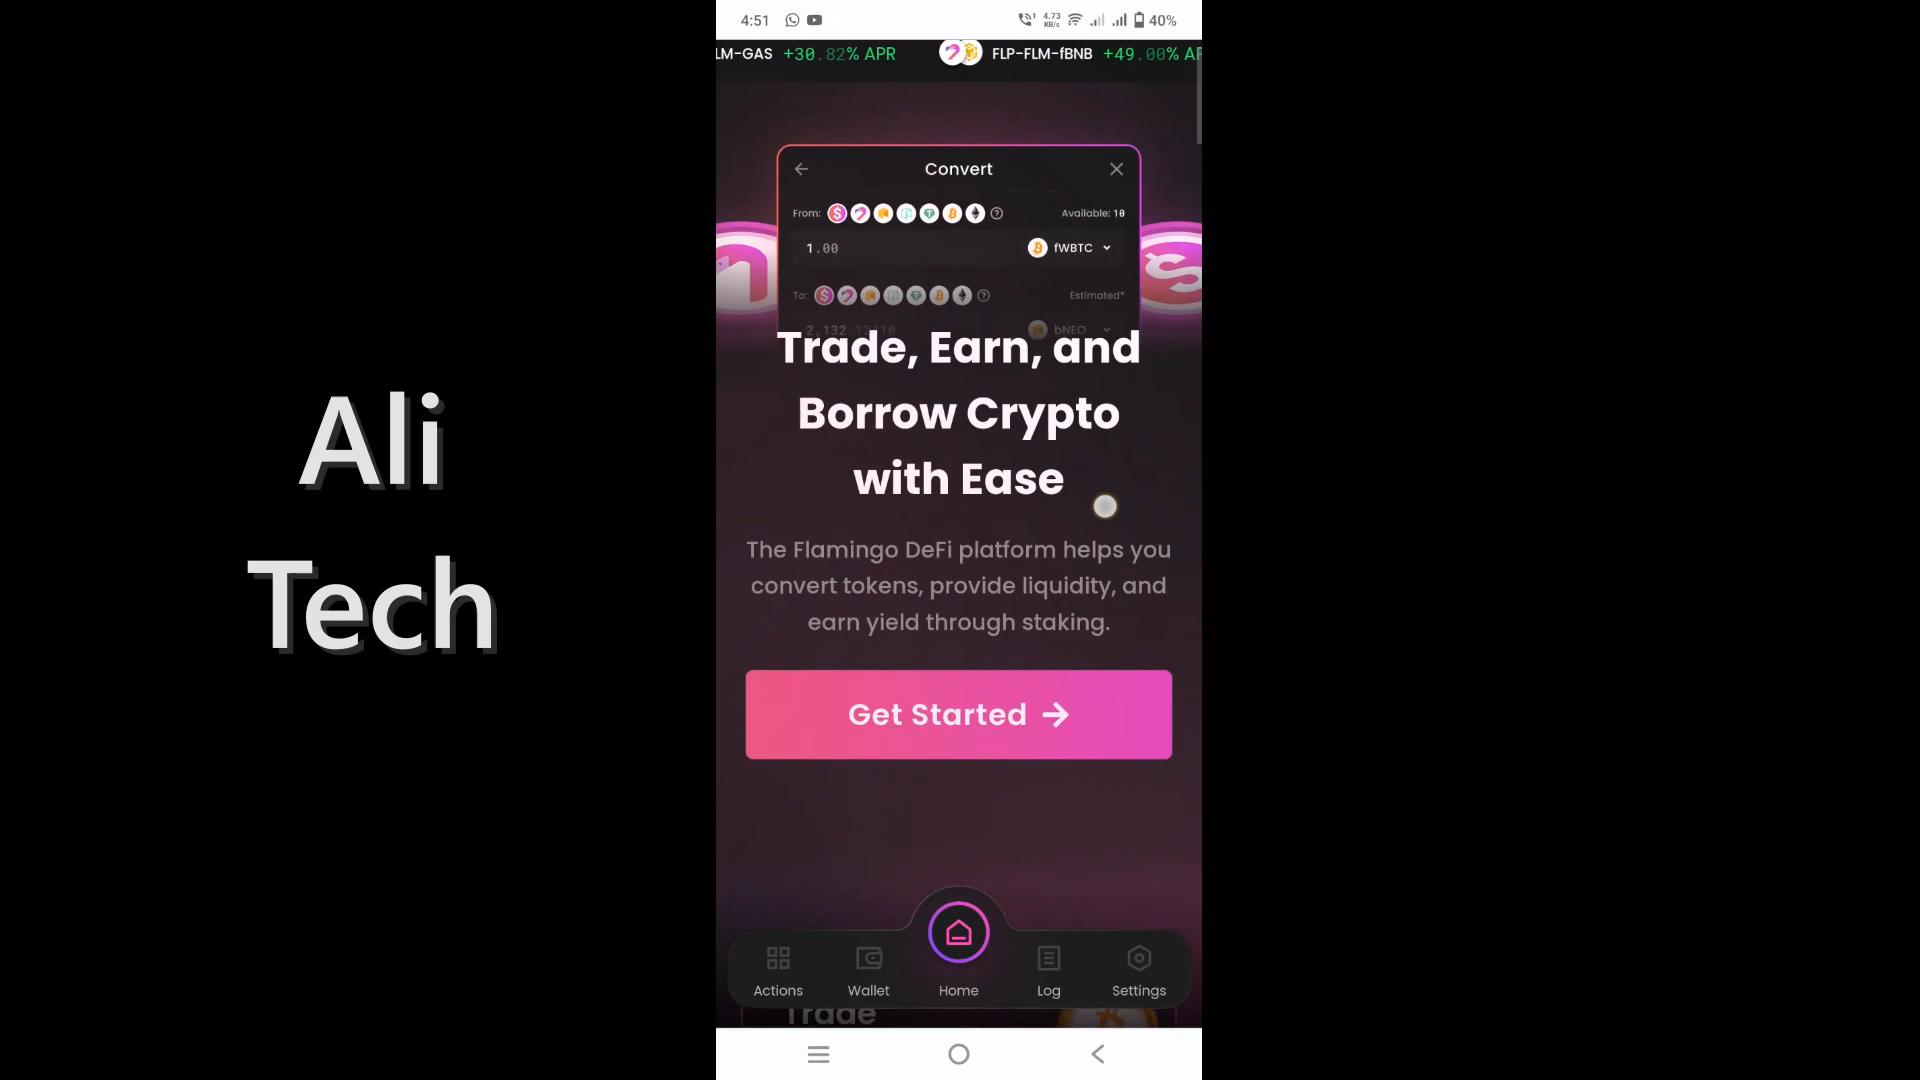 4:51
4.73 KB/s
40%
LM-GAS +30.82% APR FLP-FLM-fBNB +49.00% AP
Convert
From:
Available: 10
1.00
fWBTC
To:
Estimated*
bNEO
Trade, Earn, and
Borrow Crypto
with Ease
The Flamingo DeFi platform helps you
convert tokens, provide liquidity, and
earn yield through staking.
Get Started
Actions
Wallet
Home
Log
Settings
Trade
Ali
Tech